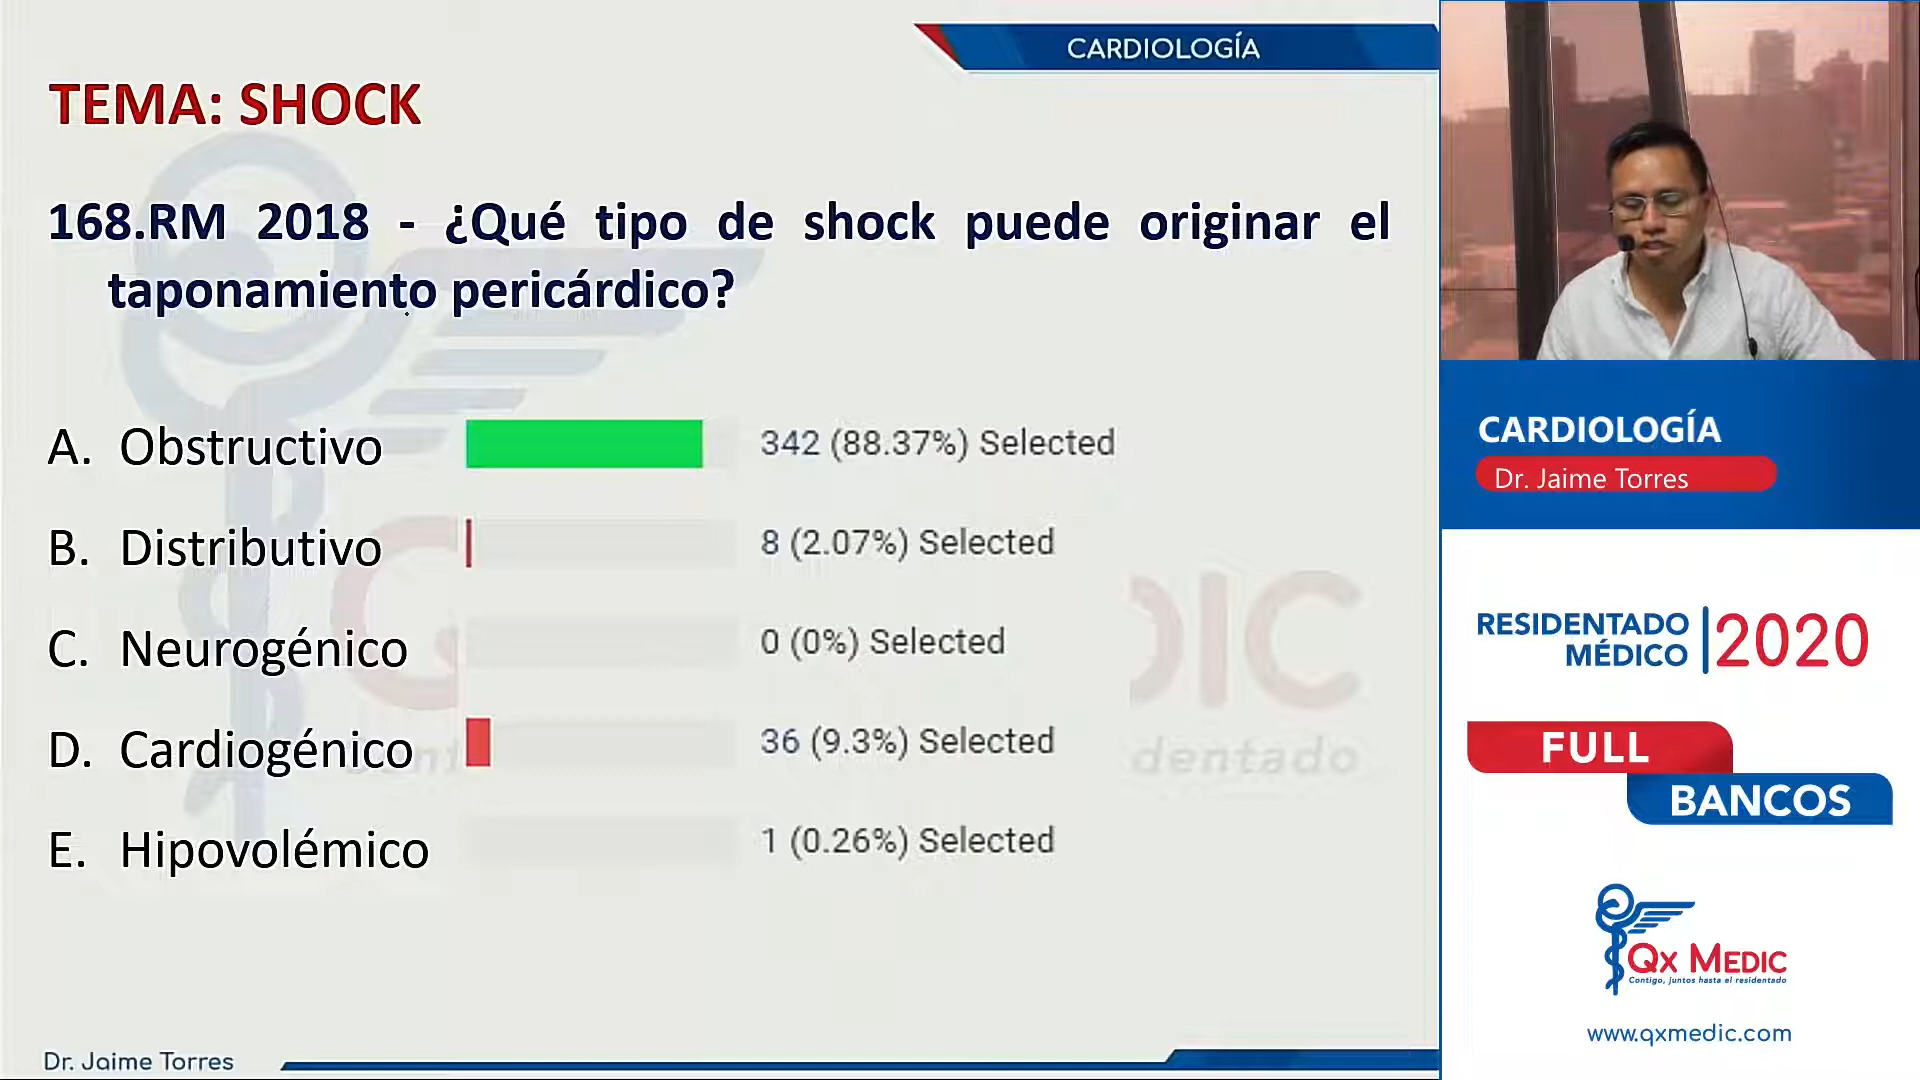 CARDIOLOGÍA
TEMA: SHOCK
168.RM 2018 - ¿Qué tipo de shock puede originar el
taponamiento pericárdico?
A. Obstructivo 342 (88.37%) Selected
B. Distributivo 8 (2.07%) Selected
C. Neurogénico 0 (0%) Selected
D. Cardiogénico 36 (9.3%) Selected
E. Hipovolémico 1 (0.26%) Selected
dentado
Dr. Jaime Torres
CARDIOLOGÍA
Dr. Jaime Torres
RESIDENTADO
MÉDICO
2020
FULL
BANCOS
Qx MEDIC
Contigo, juntos hasta el residentado
www.qxmedic.com